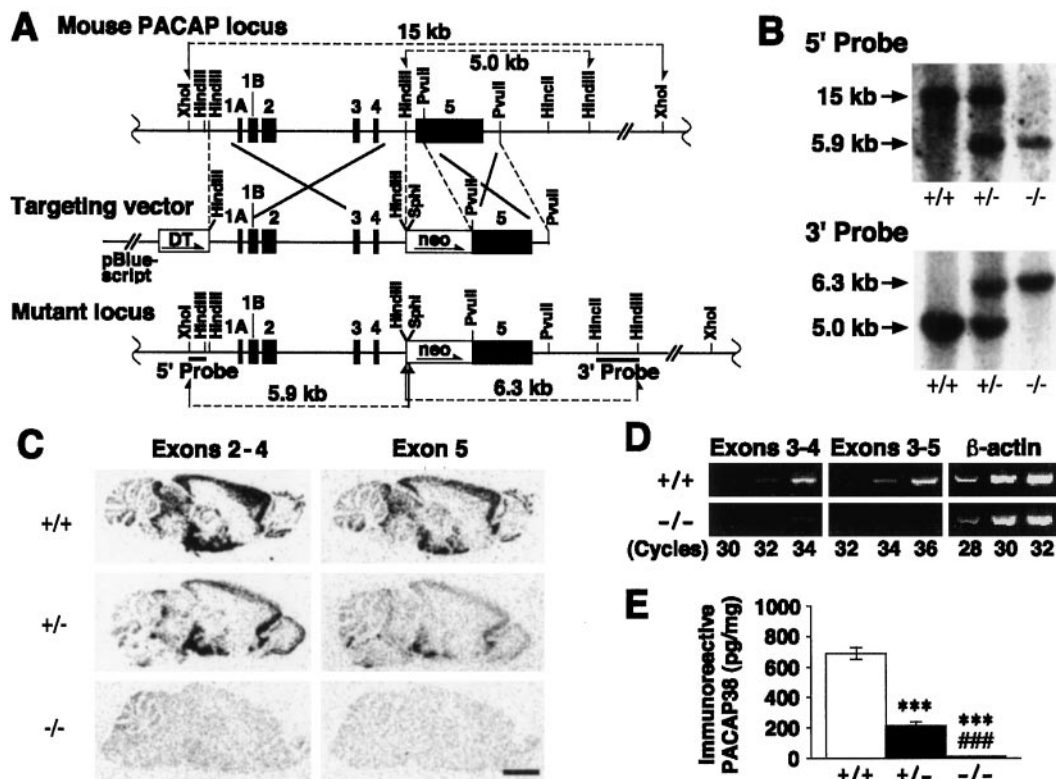 A
Mouse PACAP locus
15 kb
5.0 kb
XhoI
HindIII
HindIII
1A
1B
2
3
4
HindIII
PvuII
5
PvuII
HincII
HindIII
XhoI
Targeting vector
HindIII
1A
1B
2
3
4
HindIII
SphI
PvuII
5
PvuII
DT
neo
pBlue-
script
Mutant locus
XhoI
HindIII
HindIII
1A
1B
2
3
4
HindIII
SphI
PvuII
5
PvuII
HincII
HindIII
XhoI
neo
5' Probe
3' Probe
5.9 kb
6.3 kb
B
5' Probe
15 kb
5.9 kb
+/+ +/- -/-
3' Probe
6.3 kb
5.0 kb
+/+ +/- -/-
C
Exons 2-4 Exon 5
+/+
+/-
-/-
D
Exons 3-4 Exons 3-5 β-actin
+/+
-/-
(Cycles) 30 32 34 32 34 36 28 30 32
E
Immunoreactive
PACAP38 (pg/mg)
1000
800
600
400
200
0
***
***
###
+/+ +/- -/-